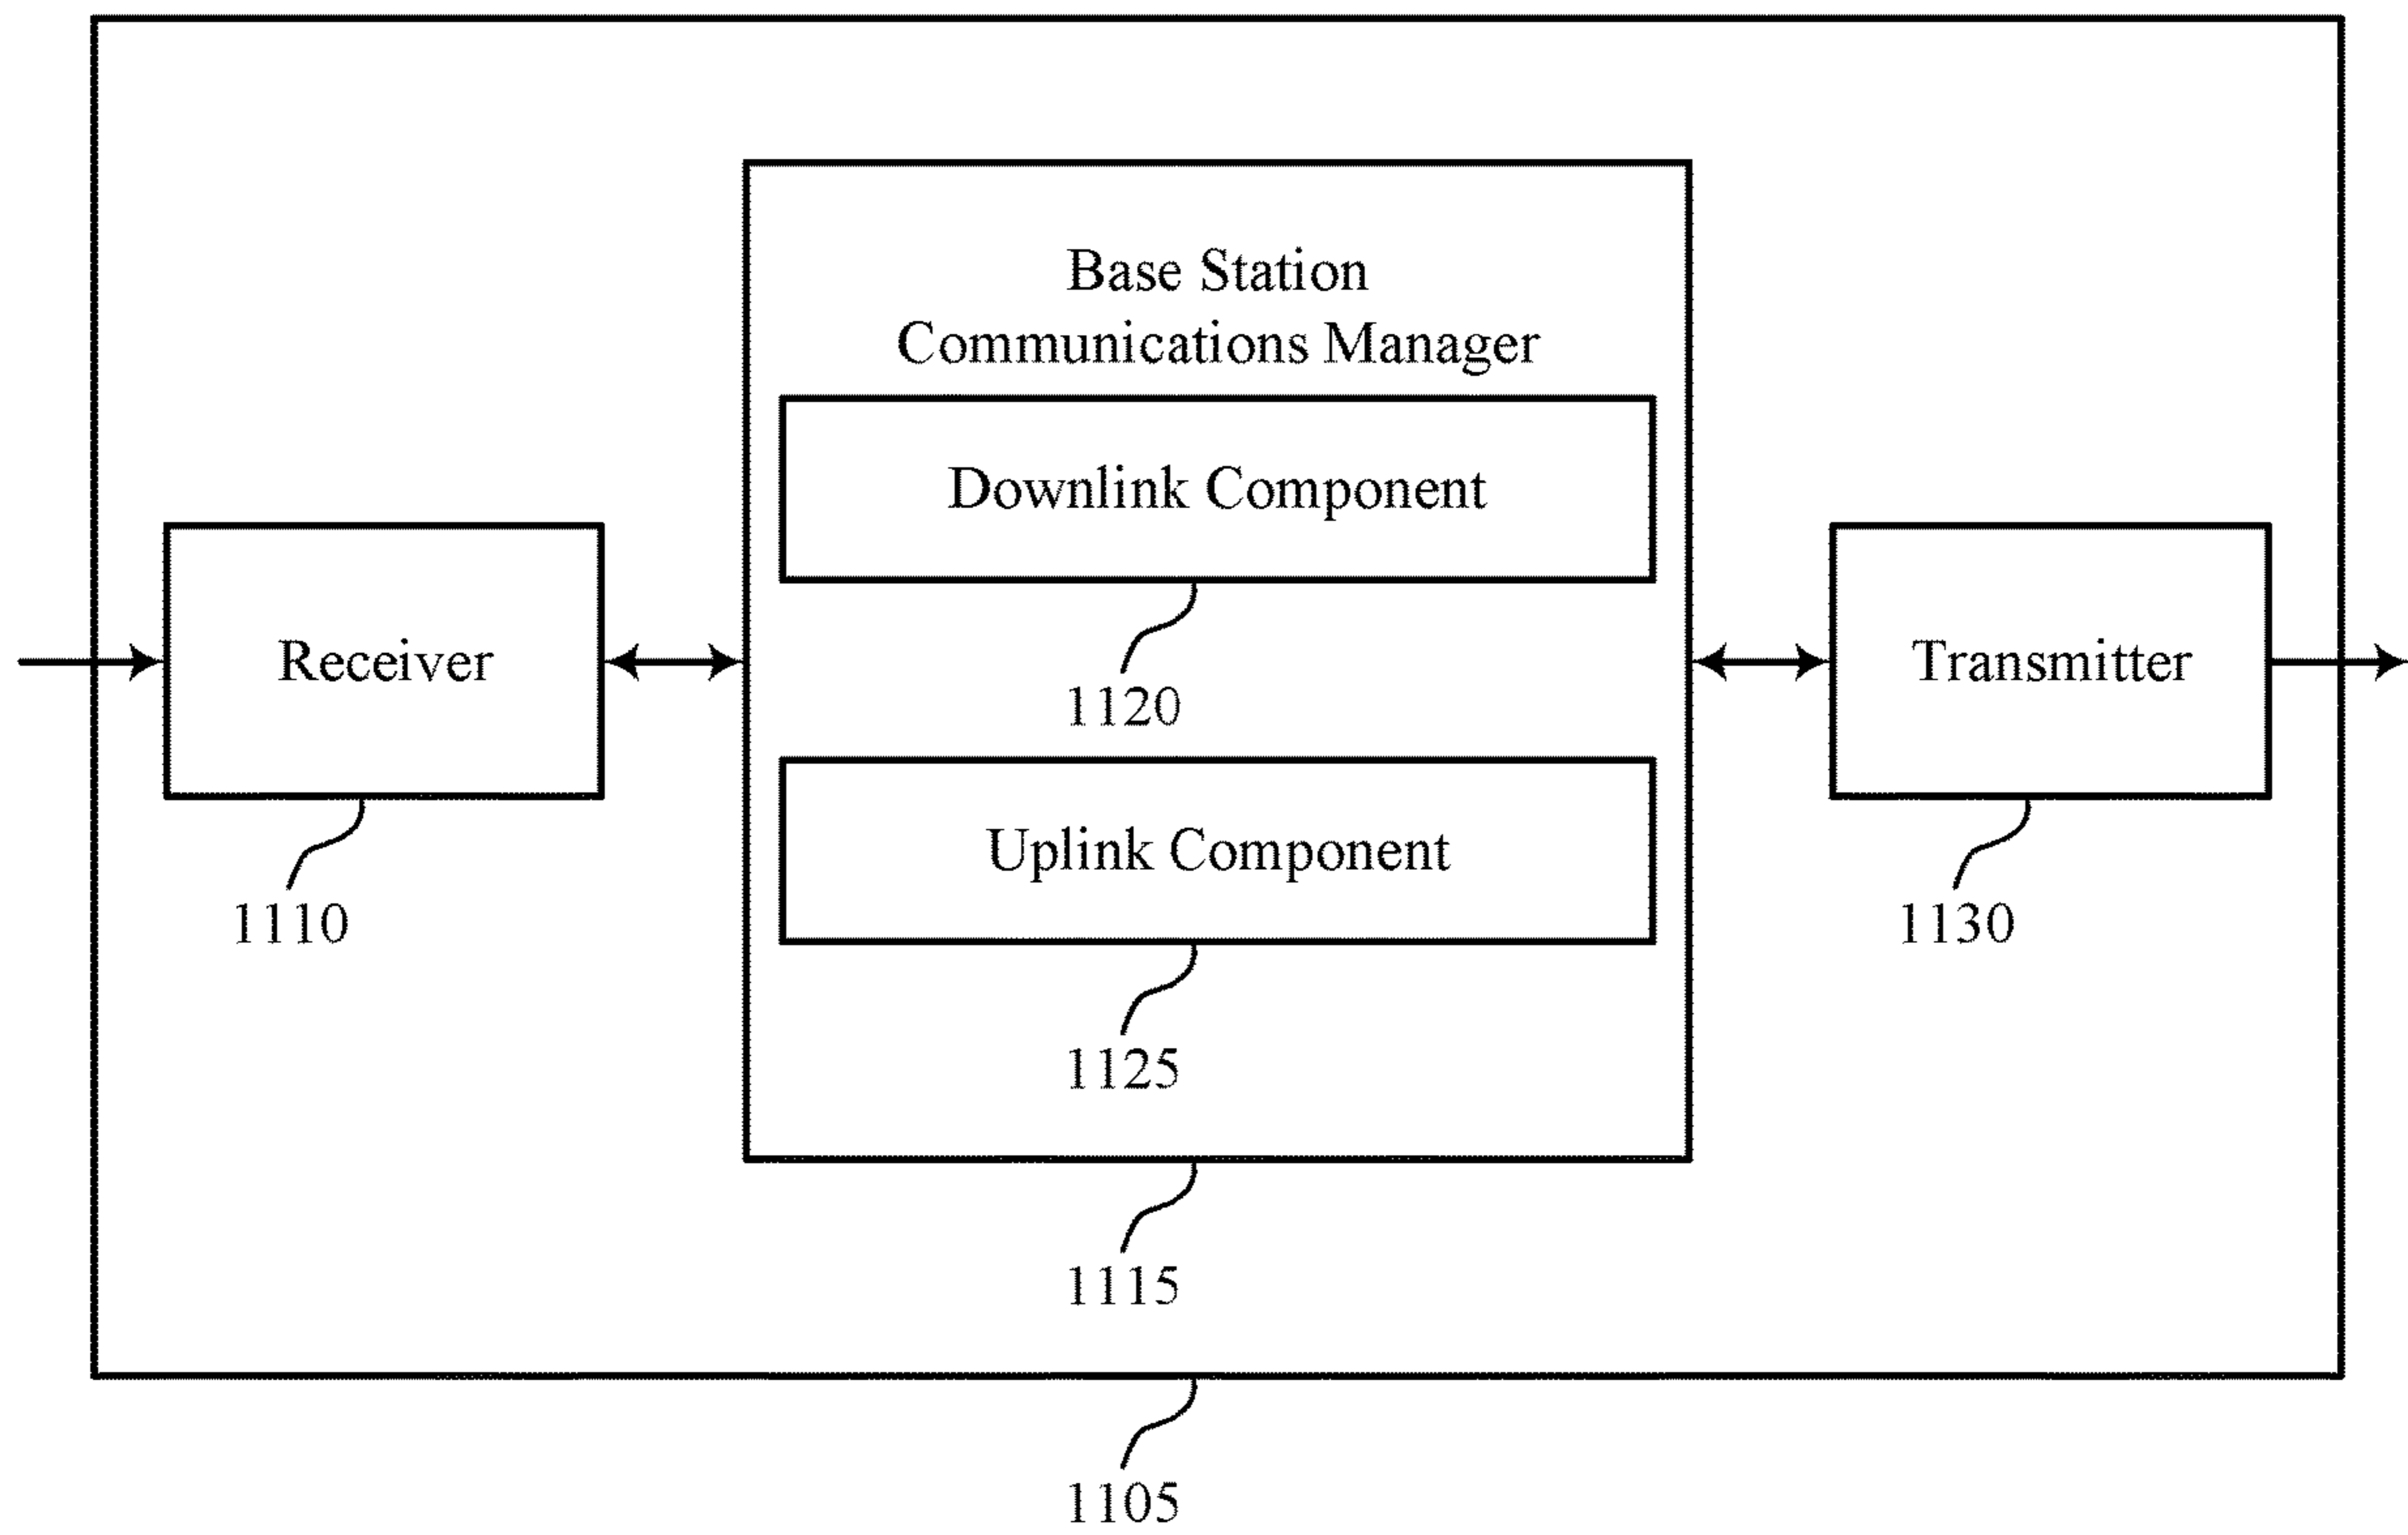 Base Station
Communications Manager
Downlink Component
Receiver
Transmitter
1120
Uplink Component
1110
1130
1125
1115
1105